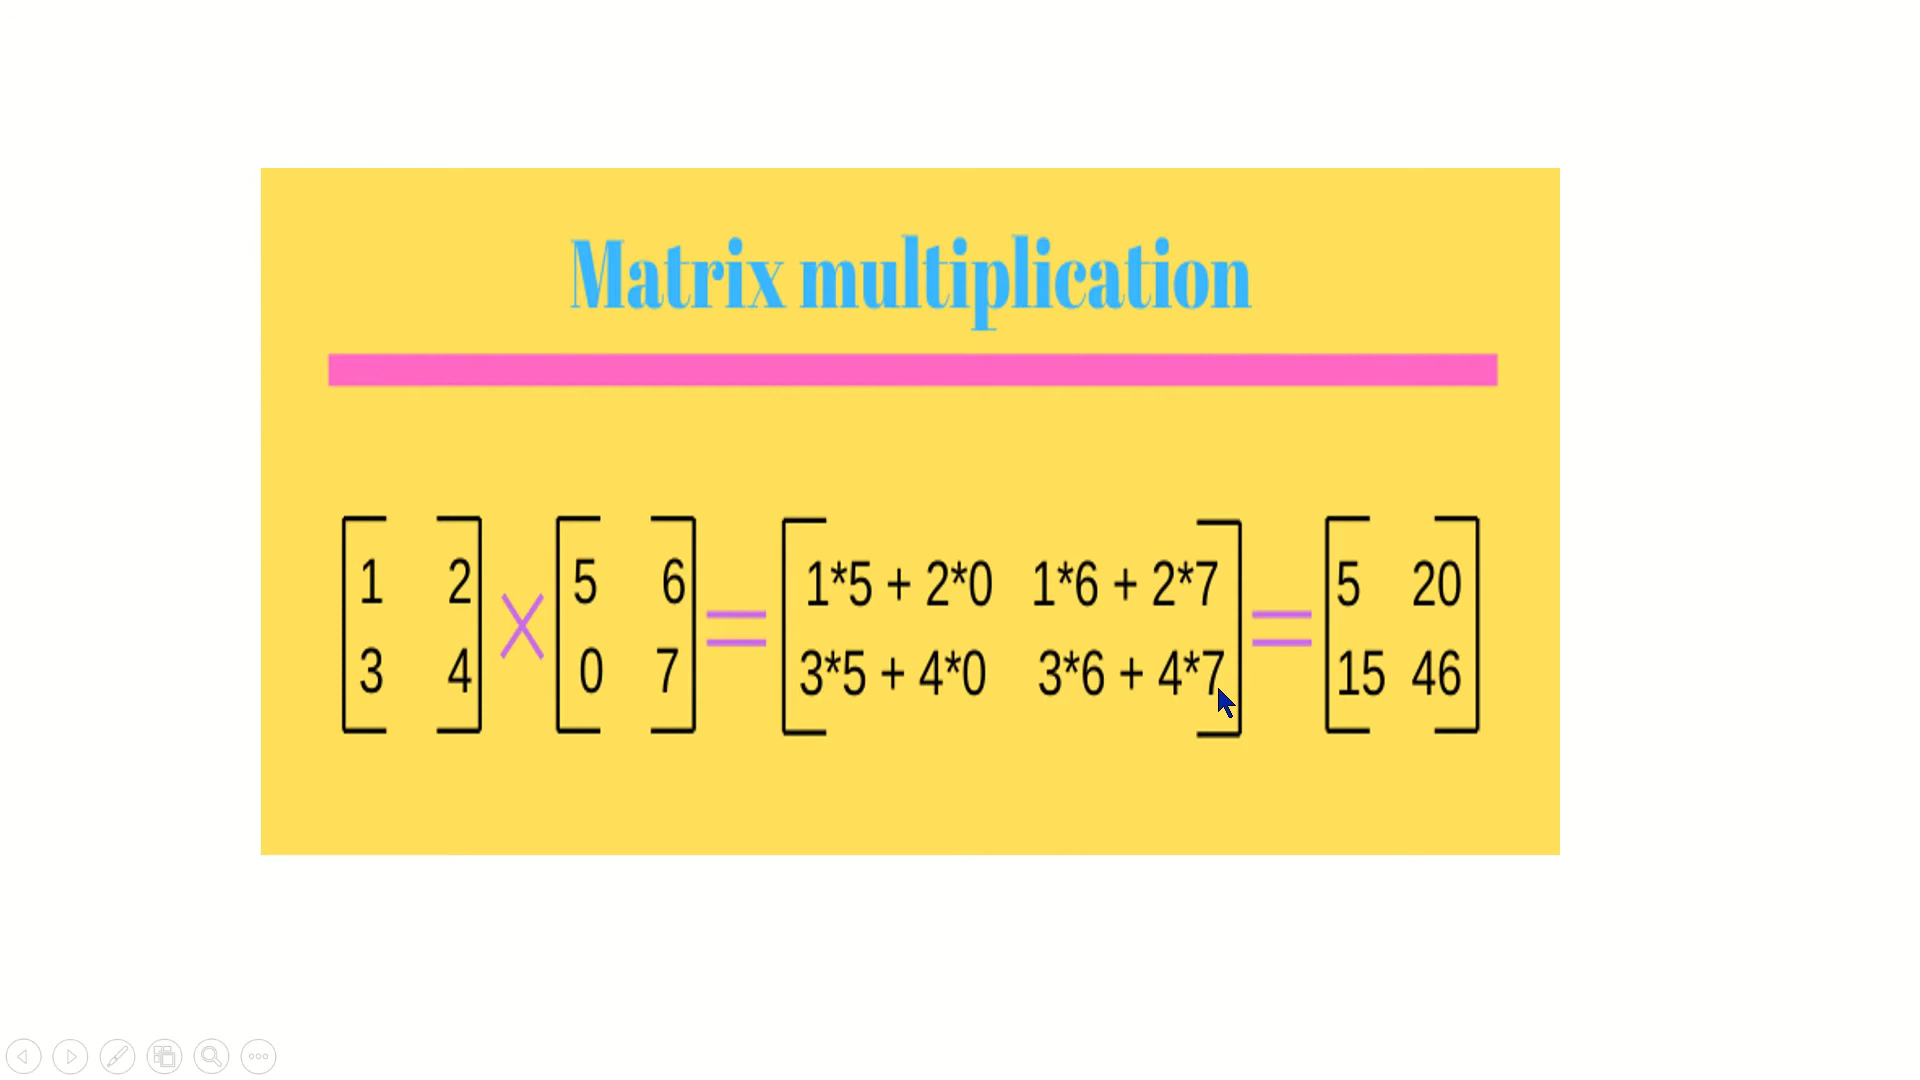 Matrix multiplication
1 2 × 5 6 = 1*5 + 2*0 1*6 + 2*7 = 5 20
3 4 0 7 3*5 + 4*0 3*6 + 4*7 15 46